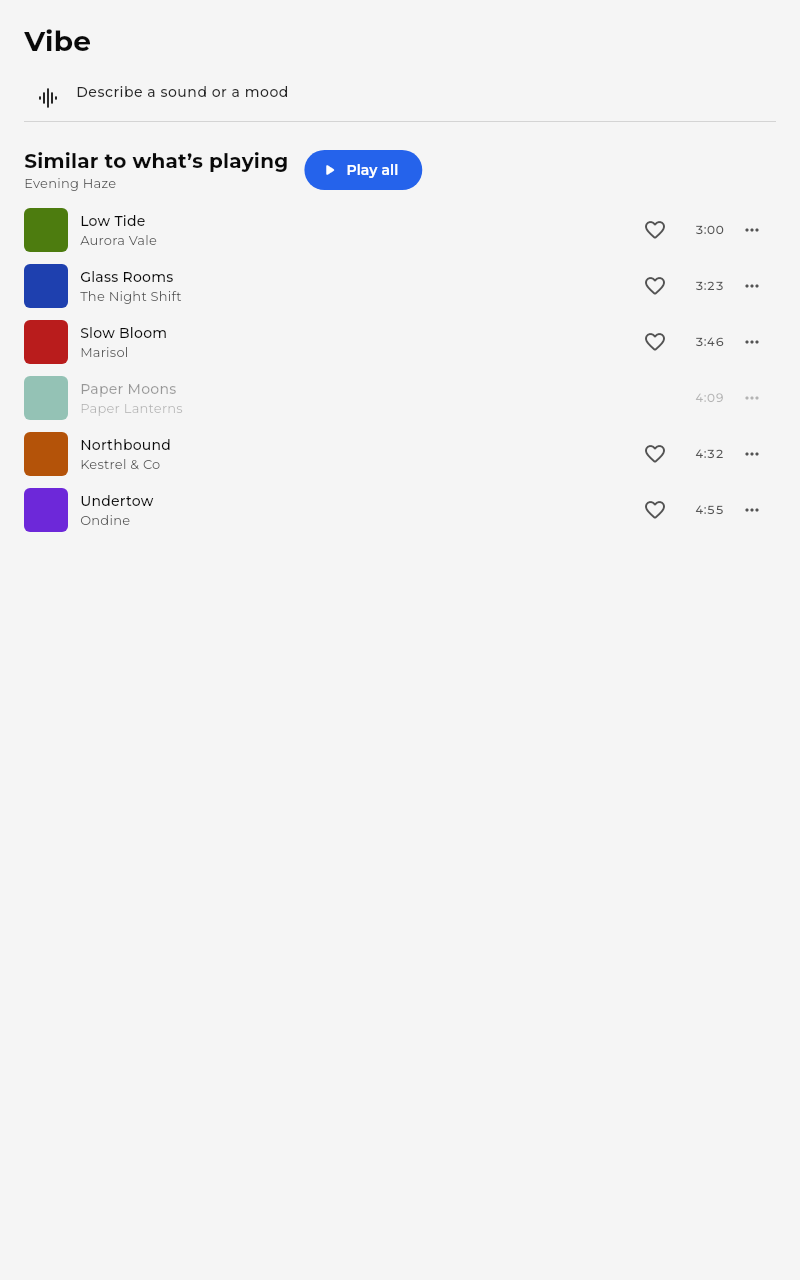 Vibe
Describe a sound or a mood
Similar to what’s playing
Evening Haze
Play all
Low Tide
Aurora Vale
3:00
Glass Rooms
The Night Shift
3:23
Slow Bloom
Marisol
3:46
Paper Moons
Paper Lanterns
4:09
Northbound
Kestrel & Co
4:32
Undertow
Ondine
4:55